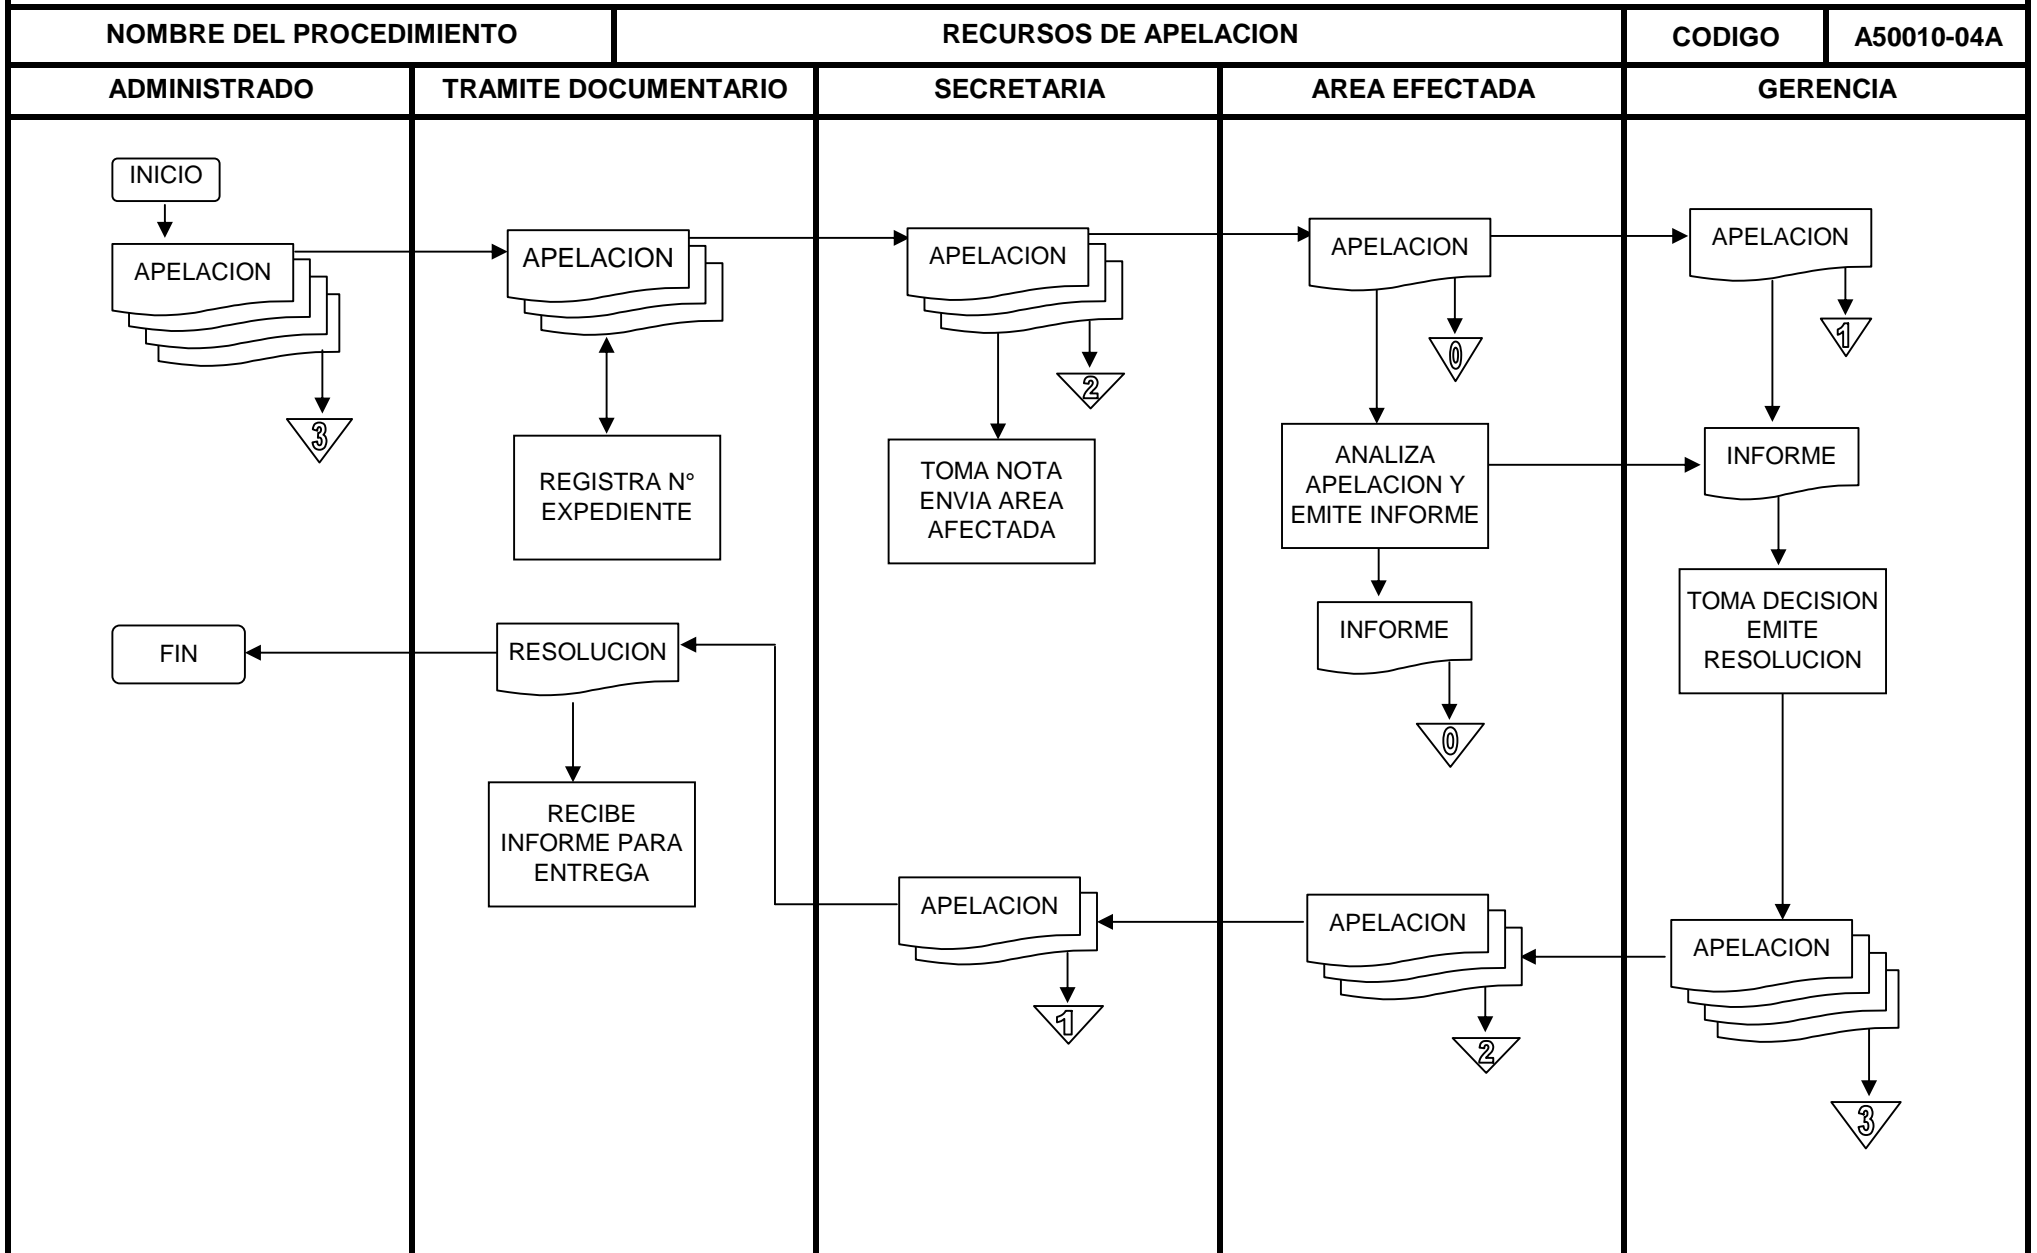 NOMBRE DEL PROCEDIMIENTO
RECURSOS DE APELACION
CODIGO
A50010-04A
ADMINISTRADO
TRAMITE DOCUMENTARIO
SECRETARIA
AREA EFECTADA
GERENCIA
INICIO
APELACION
3
APELACION
REGISTRA N°
EXPEDIENTE
APELACION
2
TOMA NOTA
ENVIA AREA
AFECTADA
APELACION
0
ANALIZA
APELACION Y
EMITE INFORME
INFORME
0
APELACION
1
INFORME
TOMA DECISION
EMITE
RESOLUCION
APELACION
3
APELACION
2
APELACION
1
RESOLUCION
RECIBE
INFORME PARA
ENTREGA
FIN